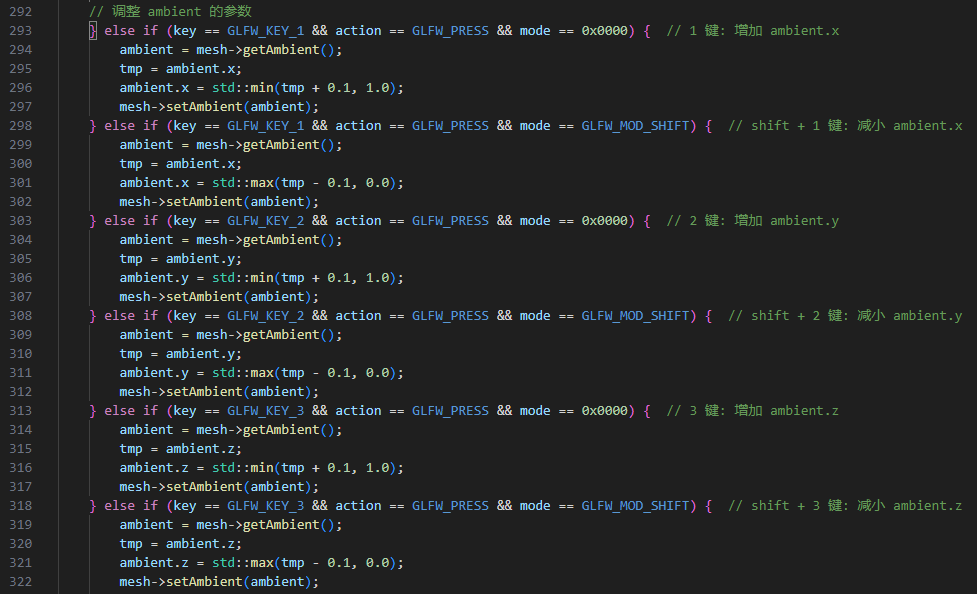 292 // 调整 ambient 的参数
293 } else if (key == GLFW_KEY_1 && action == GLFW_PRESS && mode == 0x0000) { // 1 键: 增加 ambient.x
294 ambient = mesh->getAmbient();
295 tmp = ambient.x;
296 ambient.x = std::min(tmp + 0.1, 1.0);
297 mesh->setAmbient(ambient);
298 } else if (key == GLFW_KEY_1 && action == GLFW_PRESS && mode == GLFW_MOD_SHIFT) { // shift + 1 键: 减小 ambient.x
299 ambient = mesh->getAmbient();
300 tmp = ambient.x;
301 ambient.x = std::max(tmp - 0.1, 0.0);
302 mesh->setAmbient(ambient);
303 } else if (key == GLFW_KEY_2 && action == GLFW_PRESS && mode == 0x0000) { // 2 键: 增加 ambient.y
304 ambient = mesh->getAmbient();
305 tmp = ambient.y;
306 ambient.y = std::min(tmp + 0.1, 1.0);
307 mesh->setAmbient(ambient);
308 } else if (key == GLFW_KEY_2 && action == GLFW_PRESS && mode == GLFW_MOD_SHIFT) { // shift + 2 键: 减小 ambient.y
309 ambient = mesh->getAmbient();
310 tmp = ambient.y;
311 ambient.y = std::max(tmp - 0.1, 0.0);
312 mesh->setAmbient(ambient);
313 } else if (key == GLFW_KEY_3 && action == GLFW_PRESS && mode == 0x0000) { // 3 键: 增加 ambient.z
314 ambient = mesh->getAmbient();
315 tmp = ambient.z;
316 ambient.z = std::min(tmp + 0.1, 1.0);
317 mesh->setAmbient(ambient);
318 } else if (key == GLFW_KEY_3 && action == GLFW_PRESS && mode == GLFW_MOD_SHIFT) { // shift + 3 键: 减小 ambient.z
319 ambient = mesh->getAmbient();
320 tmp = ambient.z;
321 ambient.z = std::max(tmp - 0.1, 0.0);
322 mesh->setAmbient(ambient);